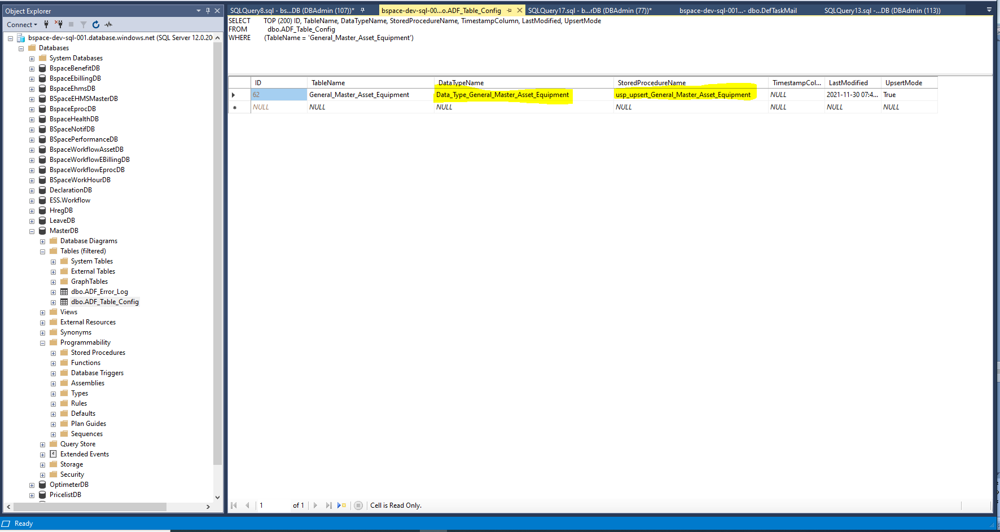 Object Explorer
Connect
bspace-dev-sql-001.database.windows.net (SQL Server 12.0.20
Databases
System Databases
BspaceBenefitDB
BspaceEbillingDB
BspaceEhmsDB
BSpaceEHMSMasterDB
BspaceEprocDB
BspaceHealthDB
BSpaceNotifDB
BSpacePerformanceDB
BspaceWorkflowAssetDB
BspaceWorkflowEBillingDB
BspaceWorkflowEprocDB
BSpaceWorkHourDB
DeclarationDB
ESS.Workflow
HregDB
LeaveDB
MasterDB
Database Diagrams
Tables (filtered)
System Tables
External Tables
GraphTables
dbo.ADF_Error_Log
dbo.ADF_Table_Config
Views
External Resources
Synonyms
Programmability
Stored Procedures
Functions
Database Triggers
Assemblies
Types
Rules
Defaults
Plan Guides
Sequences
Query Store
Extended Events
Storage
Security
OptimeterDB
PricelistDB
SQLQuery8.sql - bs...DB (DBAdmin (107))* bspace-dev-sql-00...o.ADF_Table_Config SQLQuery17.sql - b...rDB (DBAdmin (77))* bspace-dev-sql-001...- dbo.DefTaskMail SQLQuery13.sql -...DB (DBAdmin (113))
SELECT TOP (200) ID, TableName, DataTypeName, StoredProcedureName, TimestampColumn, LastModified, UpsertMode
FROM dbo.ADF_Table_Config
WHERE (TableName = 'General_Master_Asset_Equipment')
ID TableName DataTypeName StoredProcedureName TimestampCol... LastModified UpsertMode
62 General_Master_Asset_Equipment Data_Type_General_Master_Asset_Equipment usp_upsert_General_Master_Asset_Equipment NULL 2021-11-30 07:4... True
NULL NULL NULL NULL NULL NULL NULL
1 of 1 Cell is Read Only.
Ready